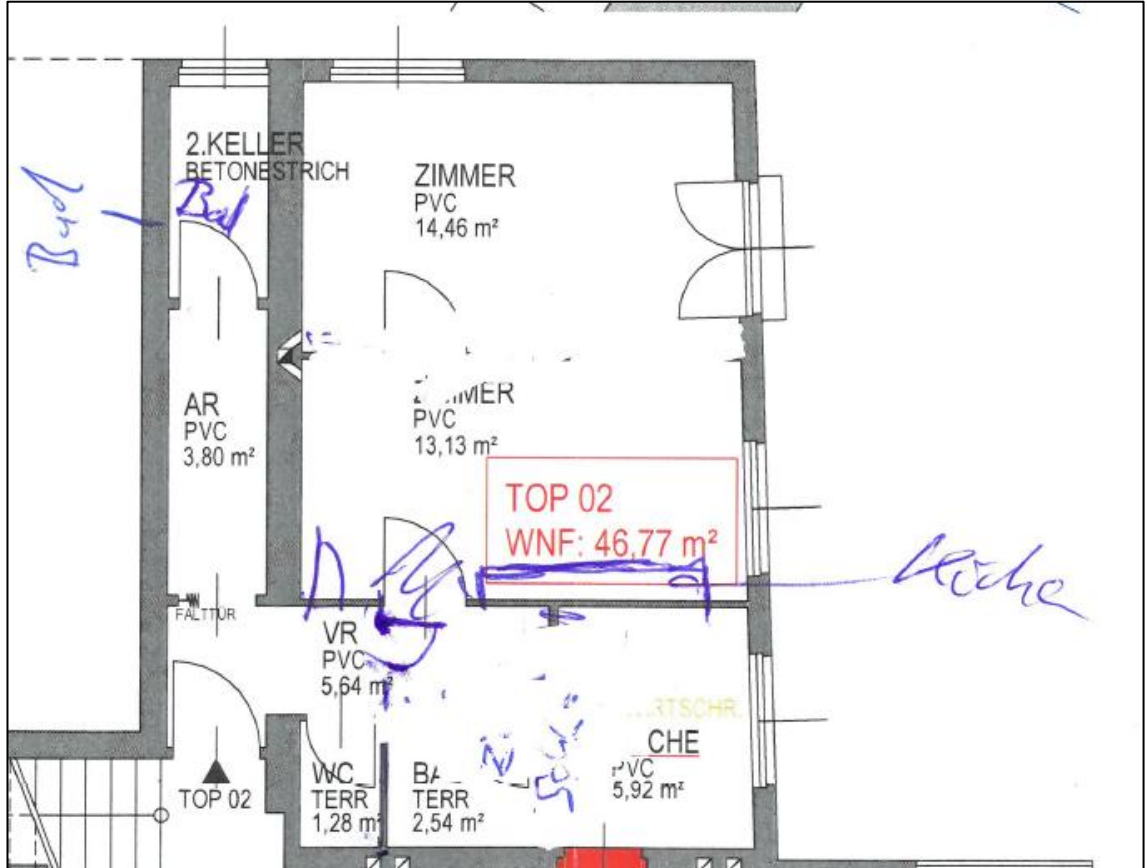 2.KELLER
BETONESTRICH
Bad
Bad
ZIMMER
PVC
14,46 m²
AR
PVC
3,80 m²
PVC
13,13 m²
TOP 02
WNF: 46,77 m²
Küche
FALTTÜR
VR
PVC
5,64 m²
TOP 02
WC
TERR
1,28 m²
TERR
2,54 m²
RTSCHR.
CHE
PVC
5,92 m²